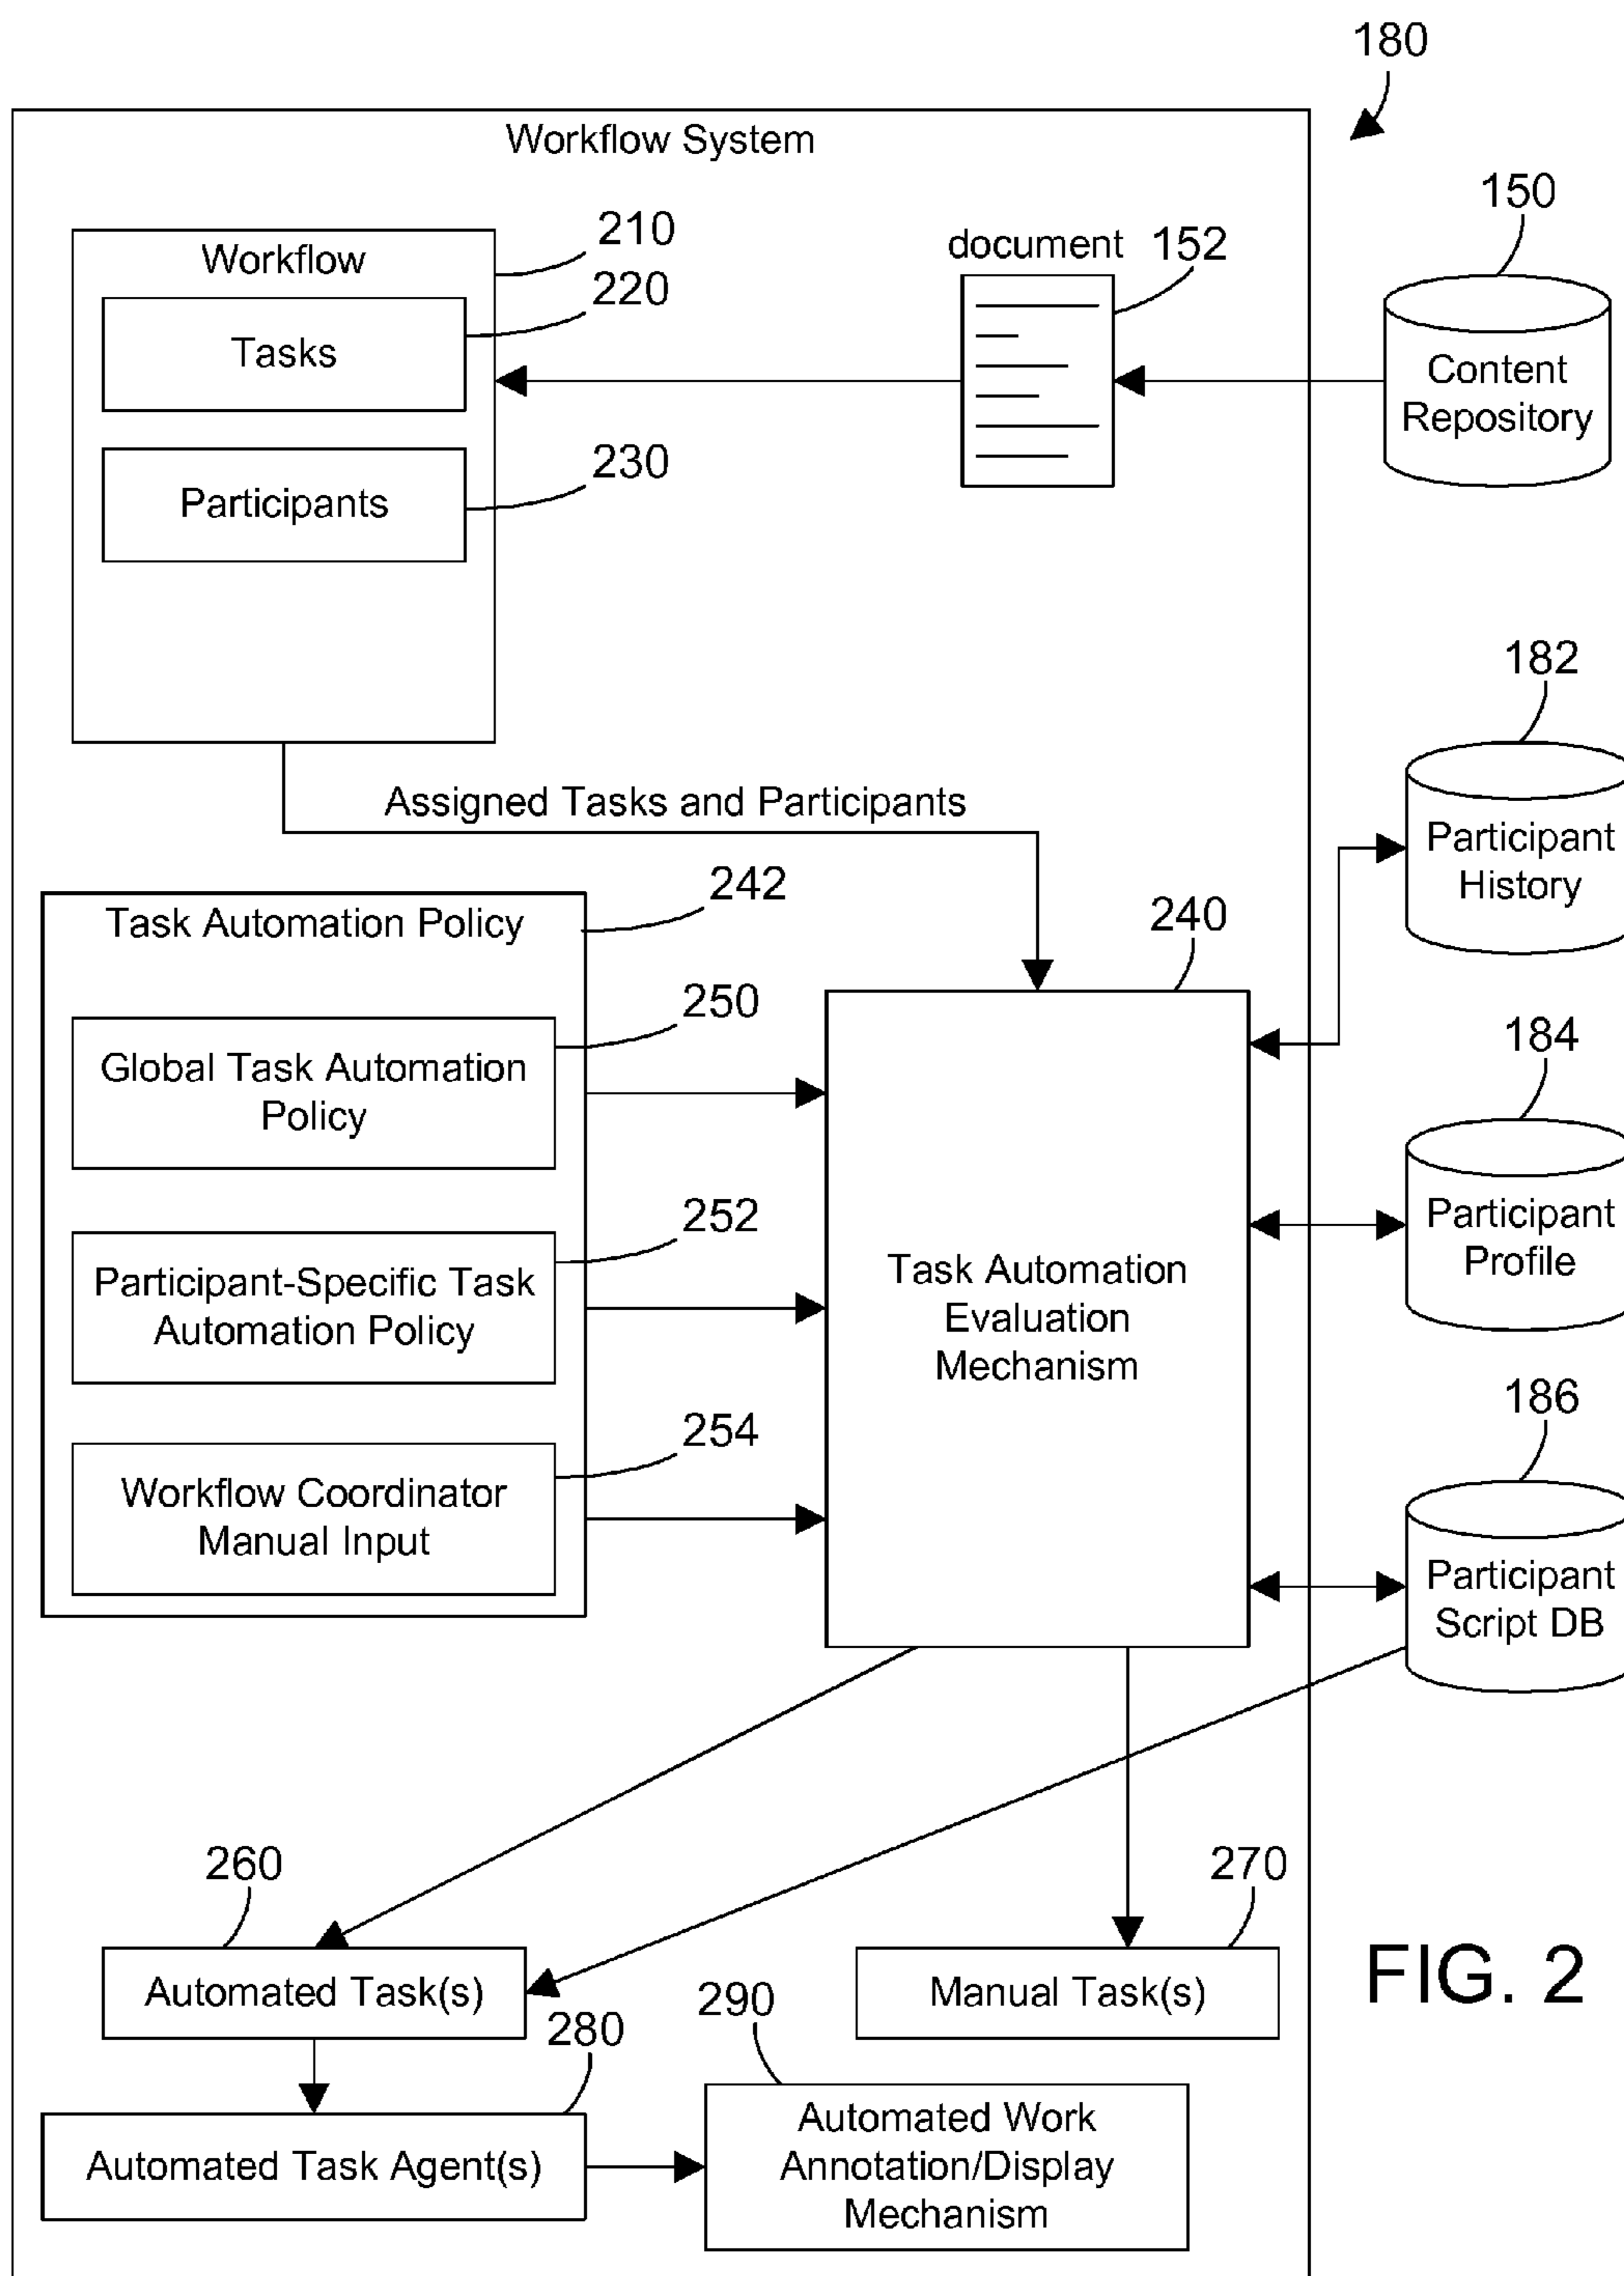 180
Workflow System
150
210
Workflow
document
152
220
Tasks
Content
Repository
230
Participants
182
Assigned Tasks and Participants
Participant
History
242
Task Automation Policy
240
250
Global Task Automation
Policy
184
252
Participant-Specific Task
Automation Policy
Task Automation
Evaluation
Mechanism
Participant
Profile
254
Workflow Coordinator
Manual Input
186
Participant
Script DB
260
270
Automated Task(s)
Manual Task(s)
FIG. 2
280
290
Automated Task Agent(s)
Automated Work
Annotation/Display
Mechanism